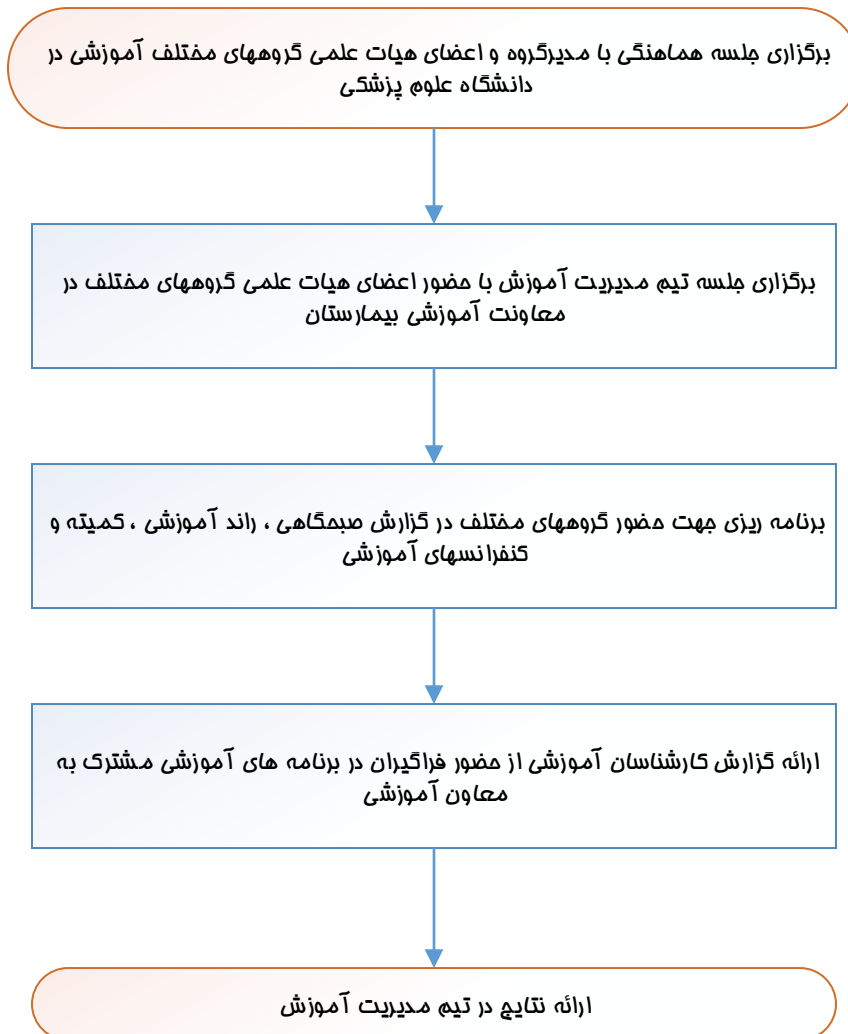 برگزاری جلسه هماهنگی با مدیرگروه و اعضای هیات علمی گروههای مختلف آموزشی در
دانشگاه علوم پزشکی
برگزاری جلسه تیم مدیریت آموزش با حضور اعضای هیات علمی گروههای مختلف در
معاونت آموزشی بیمارستان
برنامه ریزی جهت حضور گروههای مختلف در گزارش صبحگاهی ، راند آموزشی ، کمیته و
کنفرانسهای آموزشی
ارائه گزارش کارشناسان آموزشی از حضور فراگیران در برنامه های آموزشی مشترک به
معاون آموزشی
ارائه نتایج در تیم مدیریت آموزش